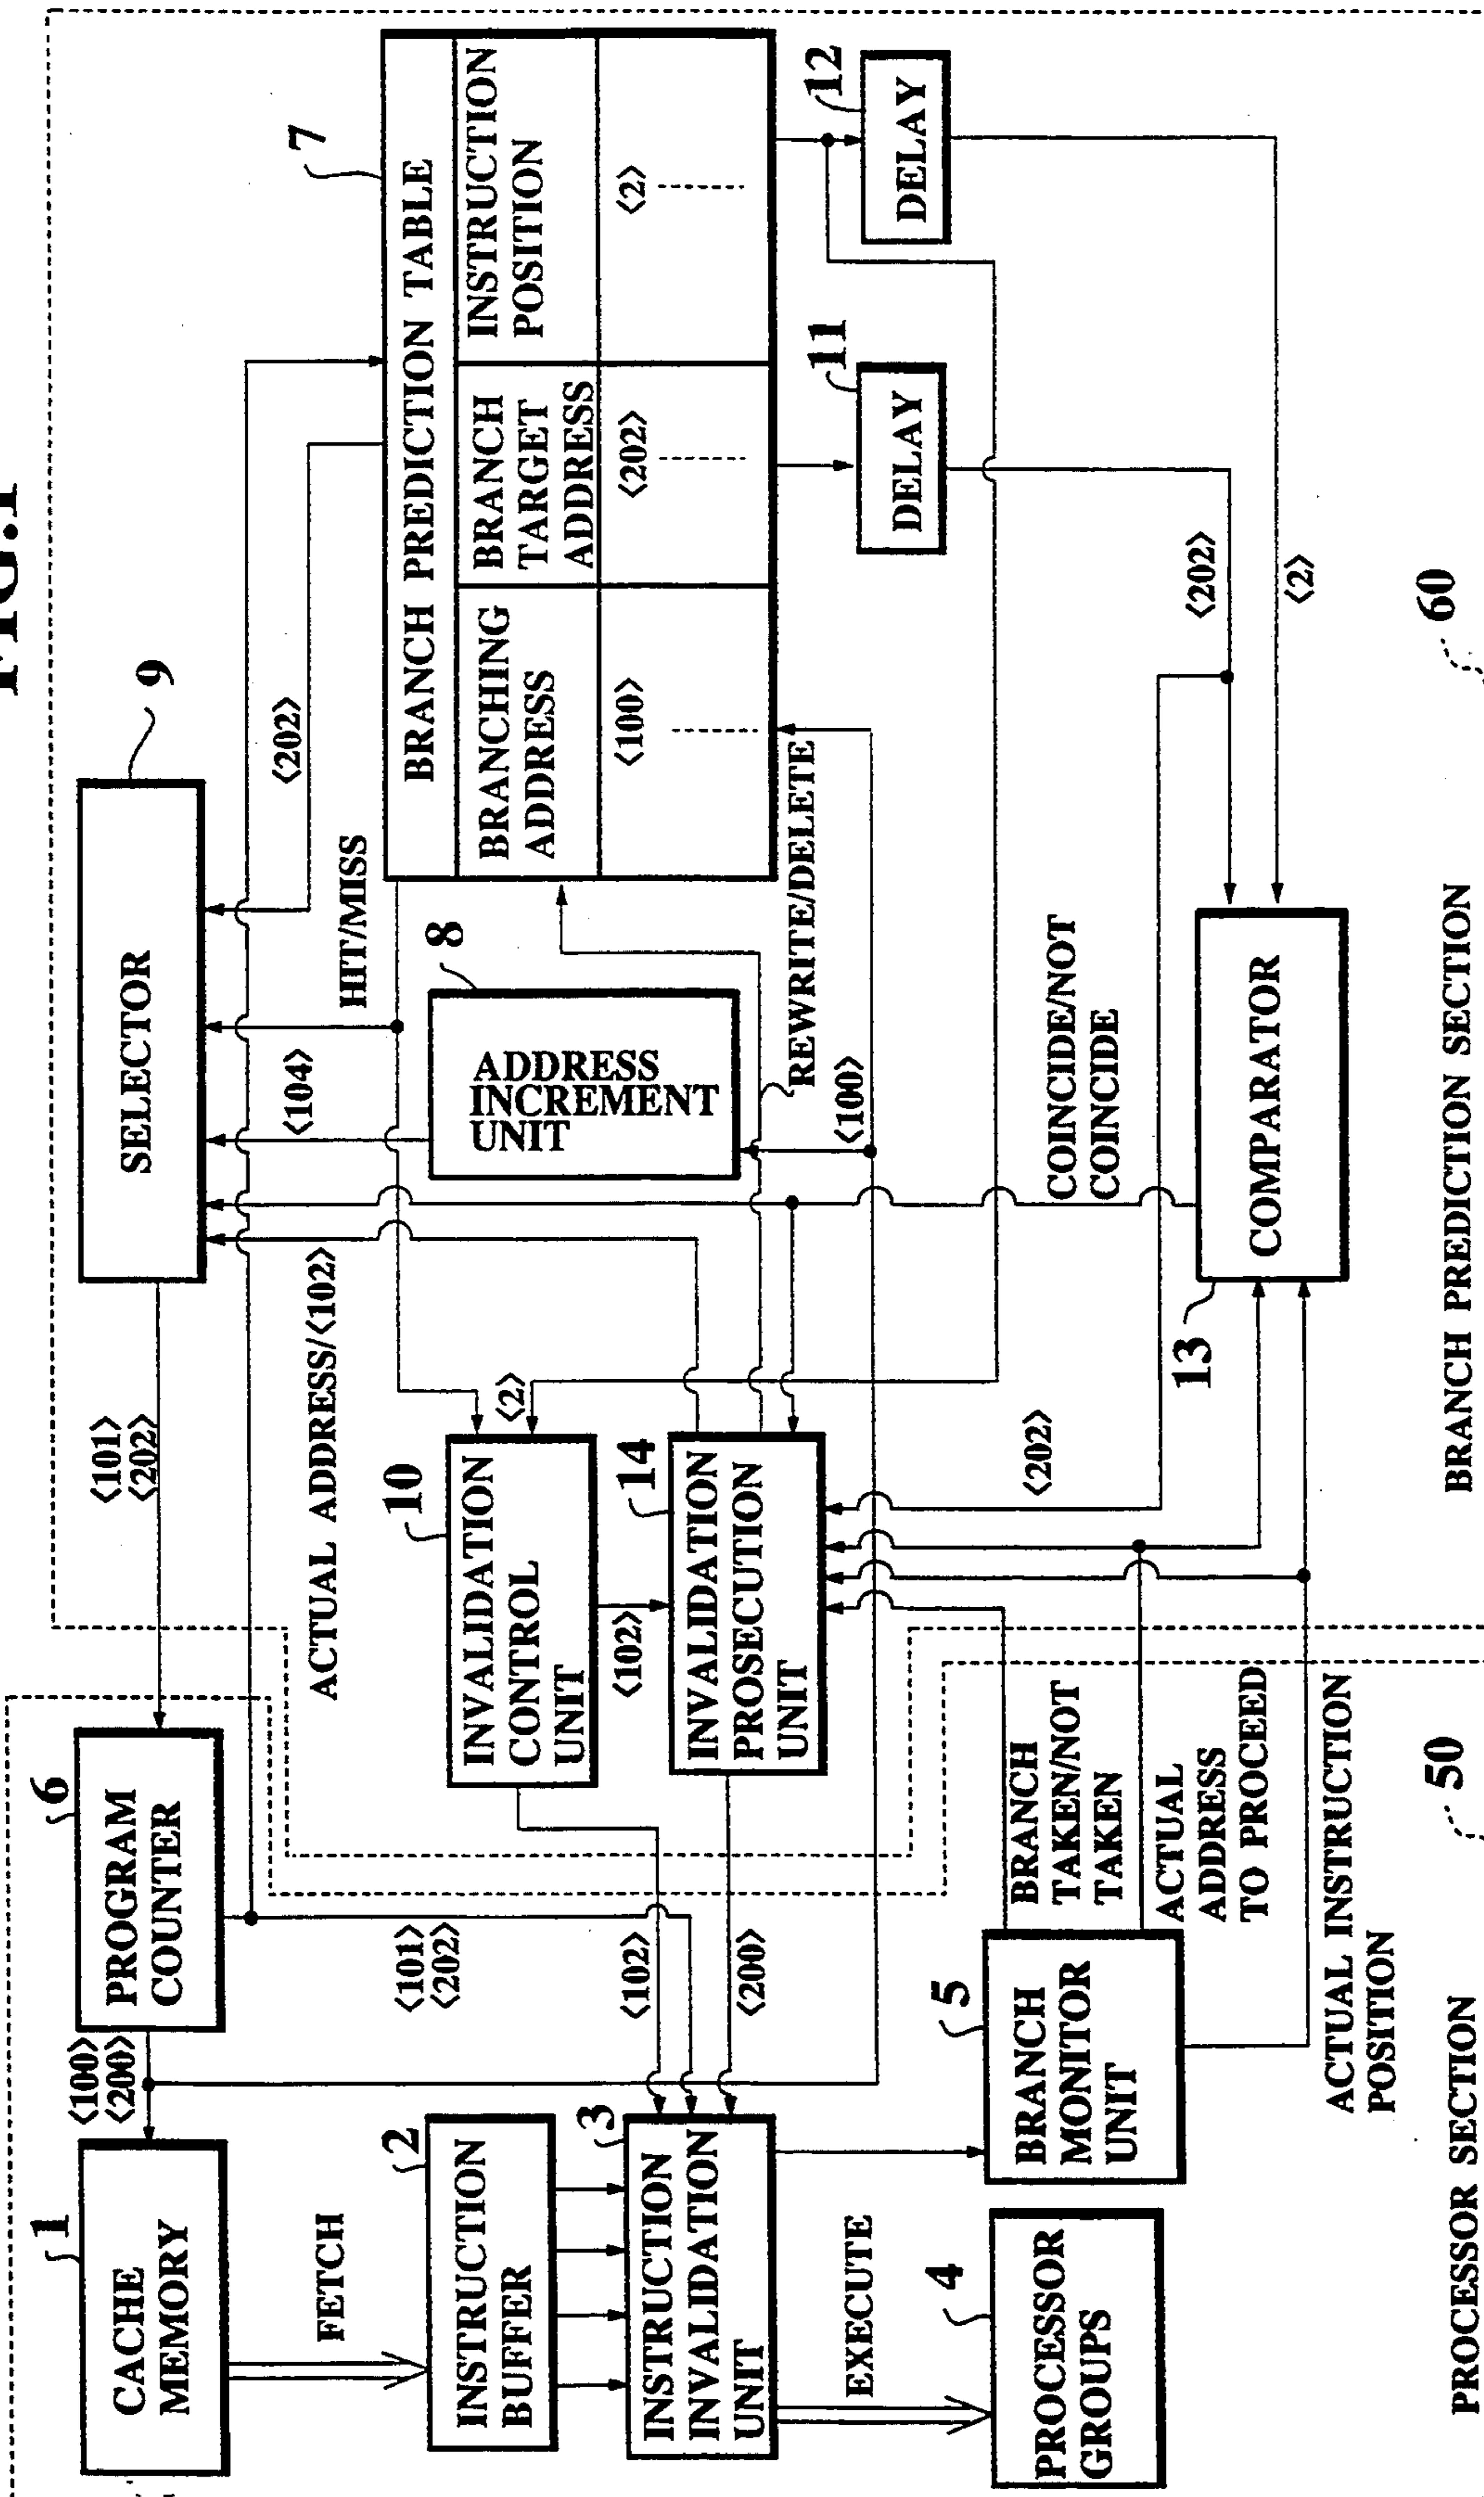 FIG.1
1
CACHE
MEMORY
<100>
<200>
6
PROGRAM
COUNTER
<101>
<202>
9
SELECTOR
FETCH
2
INSTRUCTION
BUFFER
3
INSTRUCTION
INVALIDATION
UNIT
EXECUTE
4
PROCESSOR
GROUPS
<101>
<202>
<102>
<200>
5
BRANCH
MONITOR
UNIT
BRANCH
TAKEN/NOT
TAKEN
ACTUAL
ADDRESS
TO PROCEED
ACTUAL INSTRUCTION
POSITION
PROCESSOR SECTION
50
ACTUAL ADDRESS/<102>
10
INVALIDATION
CONTROL
UNIT
<2>
<102>
14
INVALIDATION
PROSECUTION
UNIT
<202>
<104>
HIT/MISS
<202>
8
ADDRESS
INCREMENT
UNIT
REWRITE/DELETE
<100>
7
BRANCH PREDICTION TABLE
BRANCHING
ADDRESS
BRANCH
TARGET
ADDRESS
INSTRUCTION
POSITION
<100>
<202>
<2>
11
DELAY
12
DELAY
<202>
<2>
COINCIDE/NOT
COINCIDE
13
COMPARATOR
BRANCH PREDICTION SECTION
60